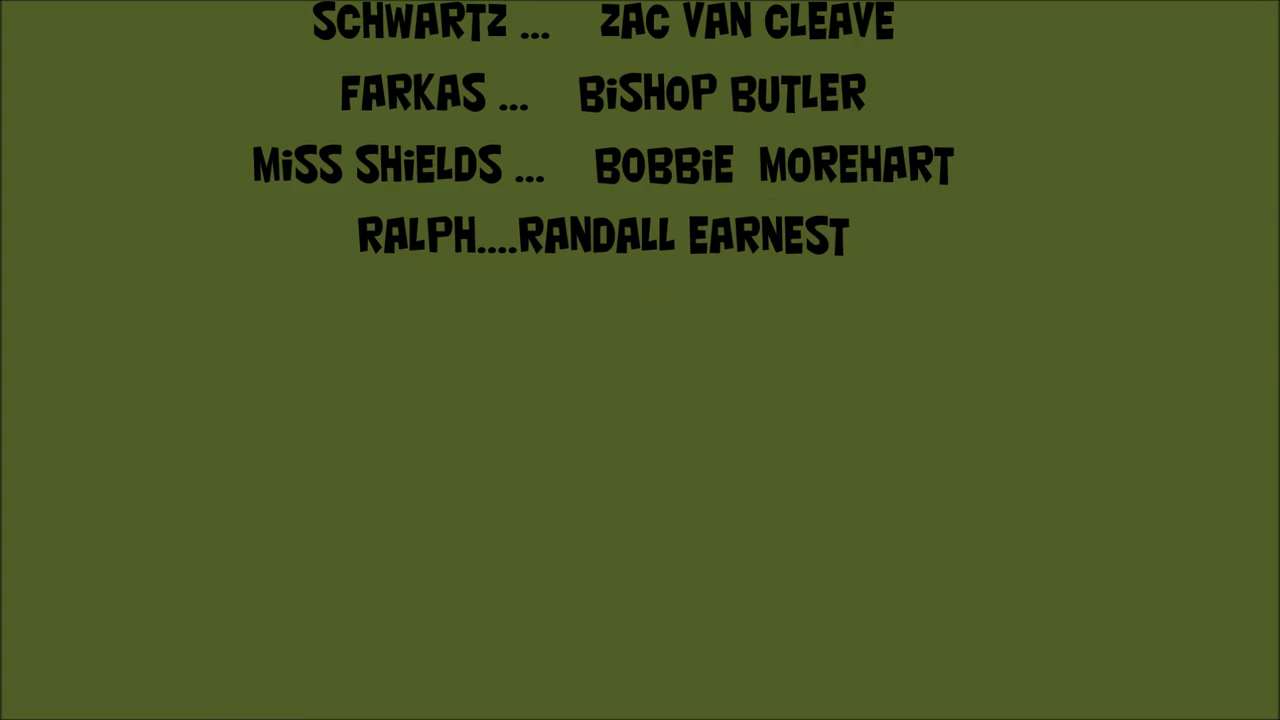 SCHWARTZ ... ZAC VAN CLEAVE
FARKAS ... BiSHOP BUTLER
MiSS SHiELDS ... BOBBiE MOREHART
RALPH....RANDALL EARNEST